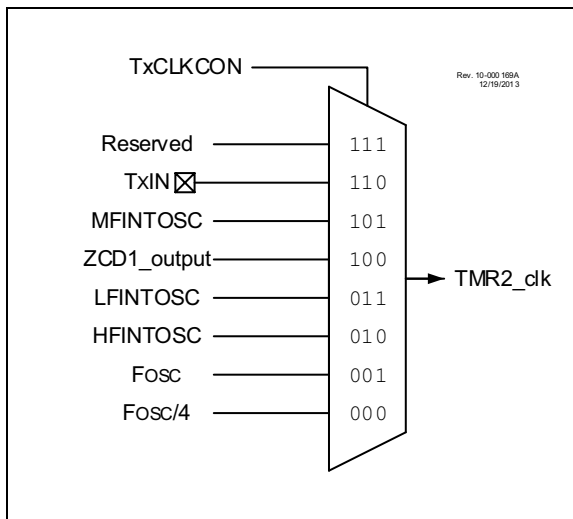 TxCLKCON
Rev. 10-000 169A
12/19/2013
Reserved 111
TxIN 110
MFINTOSC 101
ZCD1_output 100
TMR2_clk
LFINTOSC 011
HFINTOSC 010
FOSC 001
FOSC/4 000